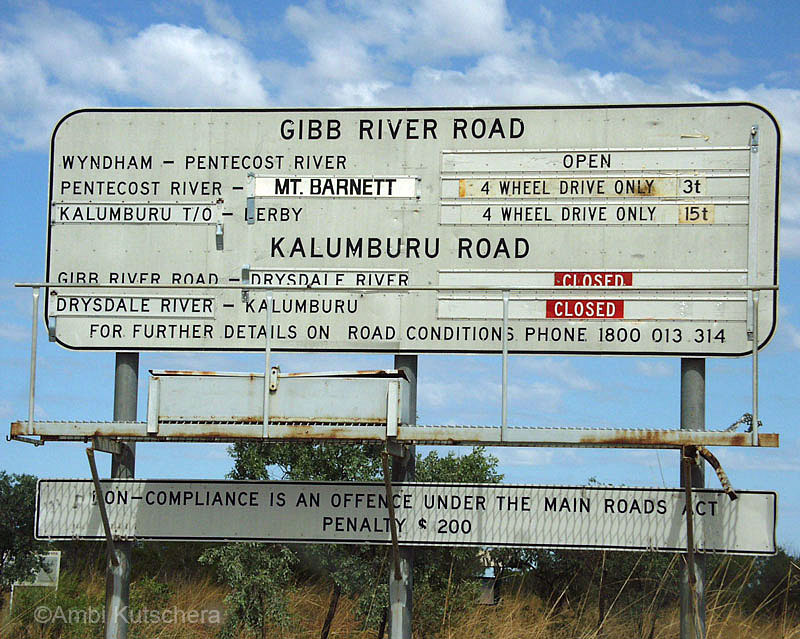 GIBB RIVER ROAD
WYNDHAM - PENTECOST RIVER OPEN
PENTECOST RIVER - MT. BARNETT 4 WHEEL DRIVE ONLY 3t
KALUMBURU T/O - DERBY 4 WHEEL DRIVE ONLY 15t
KALUMBURU ROAD
GIBB RIVER ROAD - DRYSDALE RIVER CLOSED
DRYSDALE RIVER - KALUMBURU CLOSED
FOR FURTHER DETAILS ON ROAD CONDITIONS PHONE 1800 013 314
NON-COMPLIANCE IS AN OFFENCE UNDER THE MAIN ROADS ACT
PENALTY $ 200
©Ambi Kutschera